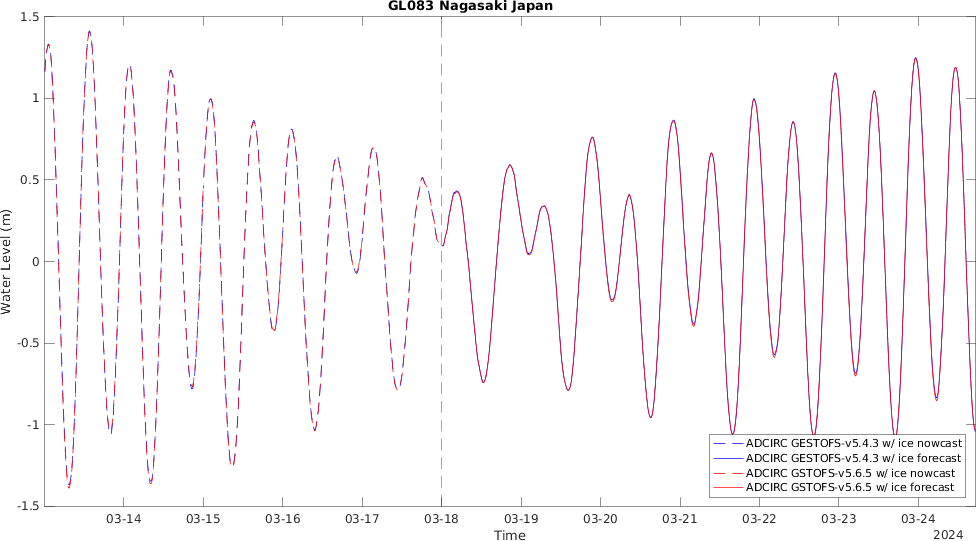 GL083 Nagasaki Japan
Water Level (m)
1.5
1
0.5
0
-0.5
-1
-1.5
ADCIRC GESTOFS-v5.4.3 w/ ice nowcast
ADCIRC GESTOFS-v5.4.3 w/ ice forecast
ADCIRC GSTOFS-v5.6.5 w/ ice nowcast
ADCIRC GSTOFS-v5.6.5 w/ ice forecast
03-14 03-15 03-16 03-17 03-18 03-19 03-20 03-21 03-22 03-23 03-24
Time
2024